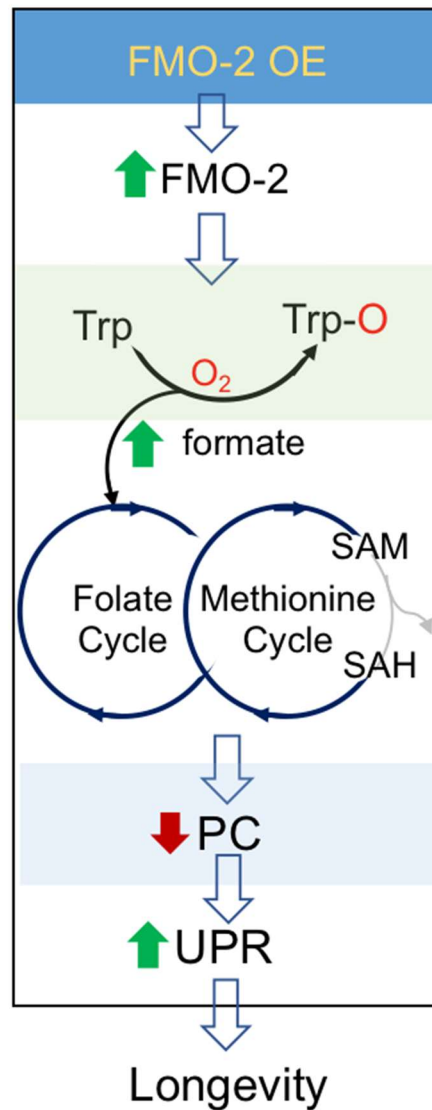 FMO-2 OE
FMO-2
Trp
Trp-O
O₂
formate
Folate
Cycle
Methionine
Cycle
SAM
SAH
PC
UPR
Longevity